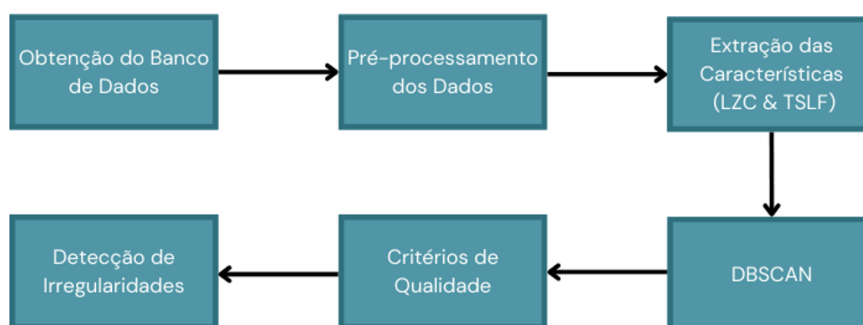 Obtenção do Banco
de Dados
Pré-processamento
dos Dados
Extração das
Características
(LZC & TSLF)
DBSCAN
Critérios de
Qualidade
Detecção de
Irregularidades